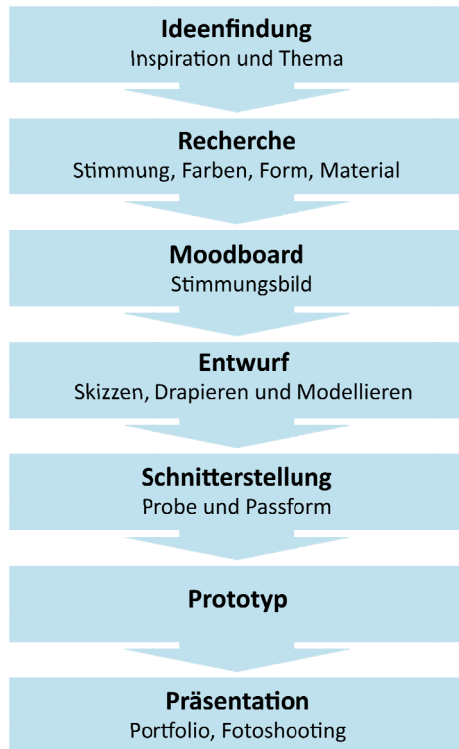 Ideenfindung
Inspiration und Thema
Recherche
Stimmung, Farben, Form, Material
Moodboard
Stimmungsbild
Entwurf
Skizzen, Drapieren und Modellieren
Schnitterstellung
Probe und Passform
Prototyp
Präsentation
Portfolio, Fotoshooting